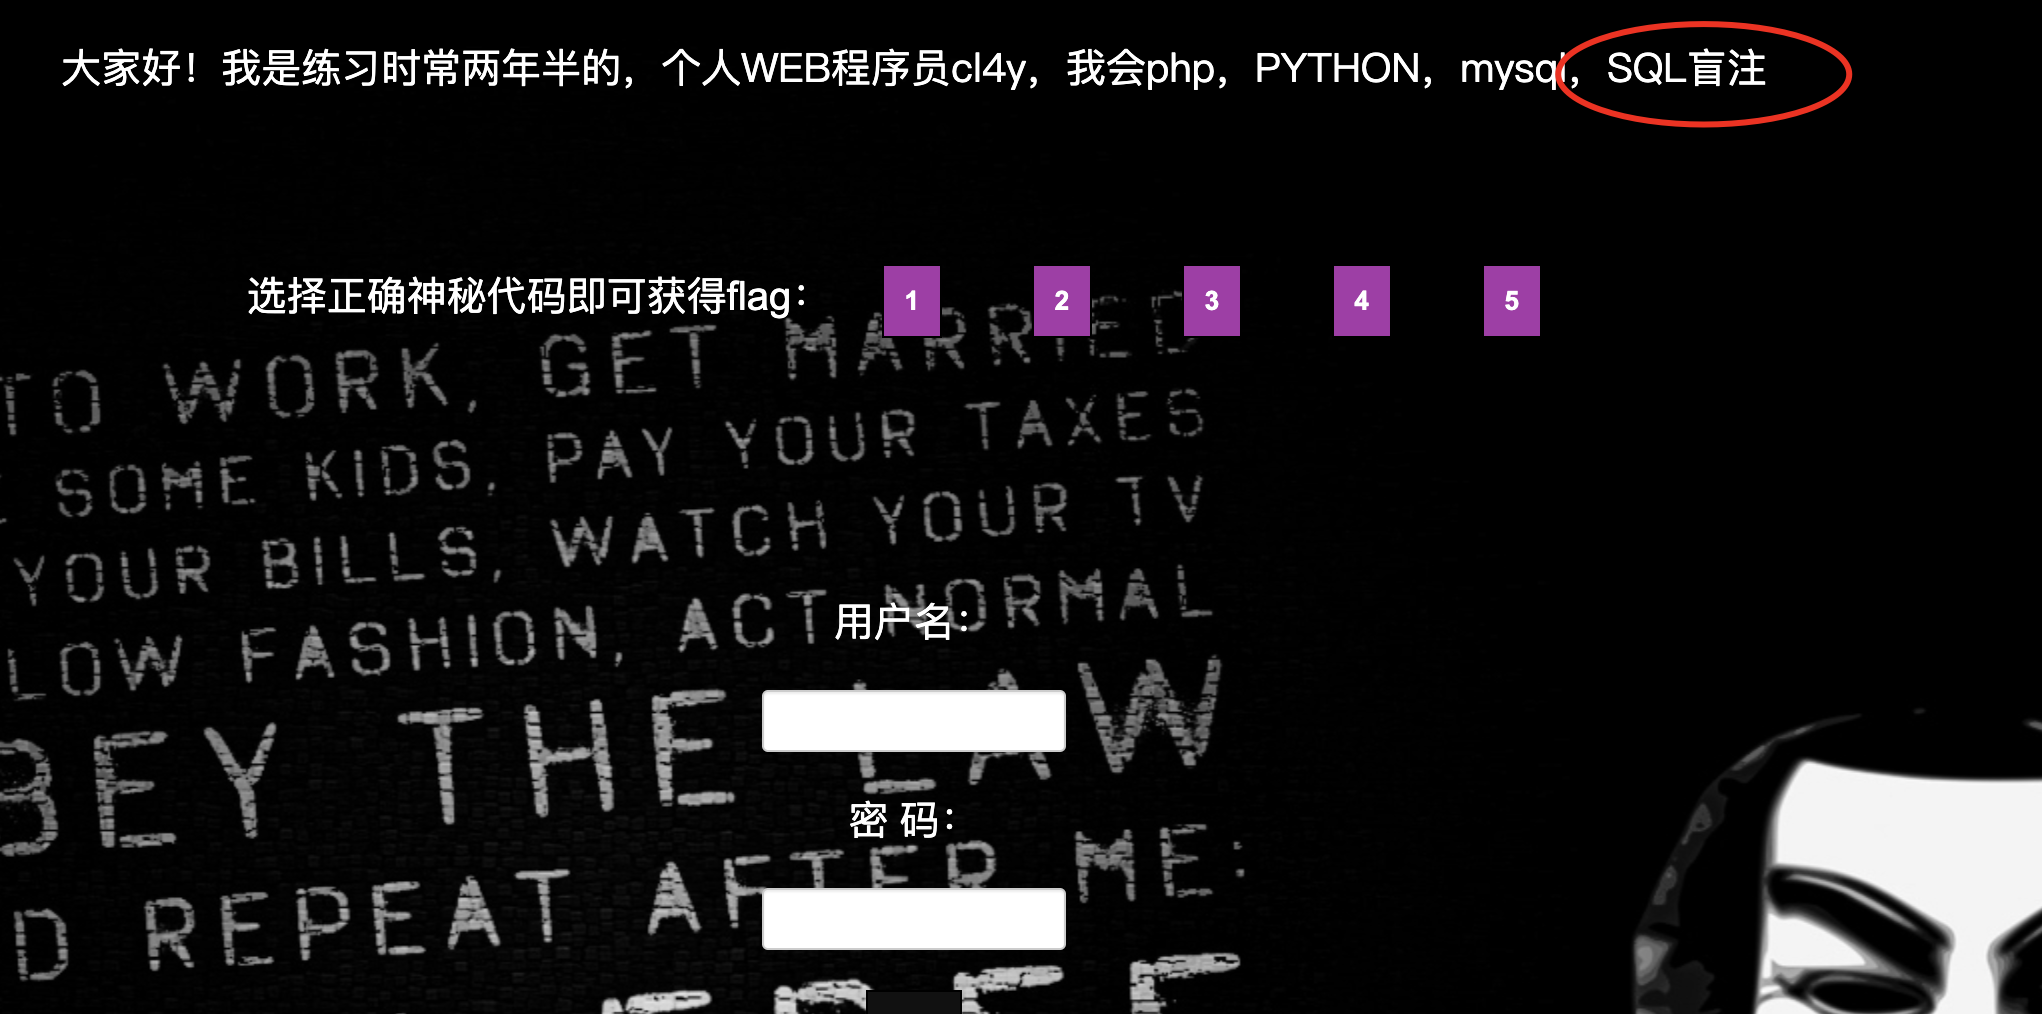 大家好！我是练习时常两年半的，个人WEB程序员cl4y，我会php，PYTHON，mysql，SQL盲注
选择正确神秘代码即可获得flag： 1 2 3 4 5
TO WORK, GET MARRIED
SOME KIDS, PAY YOUR TAXES
YOUR BILLS, WATCH YOUR TV
LOW FASHION, ACT NORMAL
用户名：
BEY THE LAW
密 码：
D REPEAT AFTER ME: